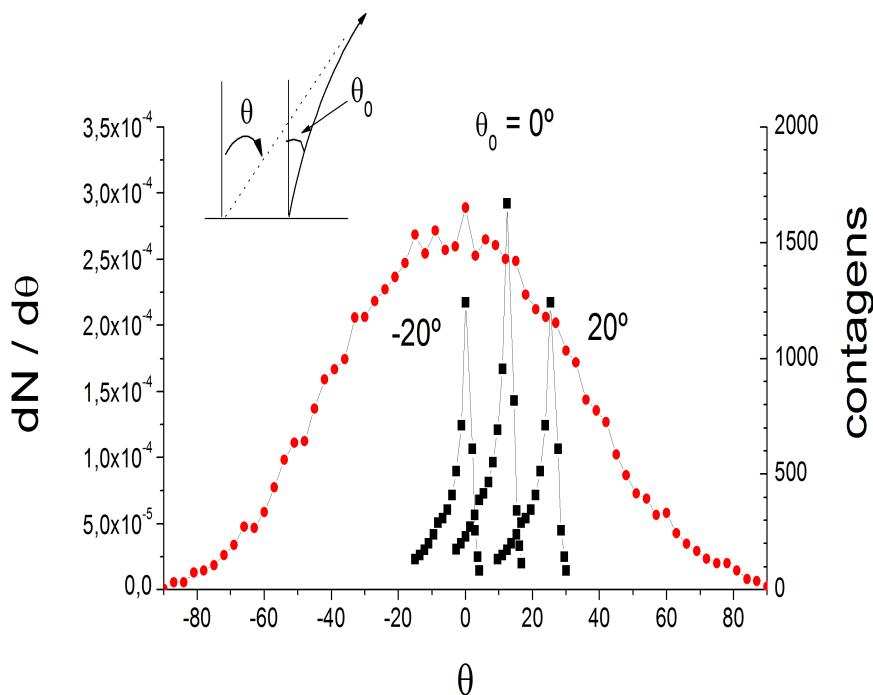 θ
θ₀
θ₀ = 0º
-20º
20º
dN / dθ
3,5x10⁻⁴
3,0x10⁻⁴
2,5x10⁻⁴
2,0x10⁻⁴
1,5x10⁻⁴
1,0x10⁻⁴
5,0x10⁻⁵
0,0
2000
1500
1000
500
0
contagens
-80
-60
-40
-20
0
20
40
60
80
θ